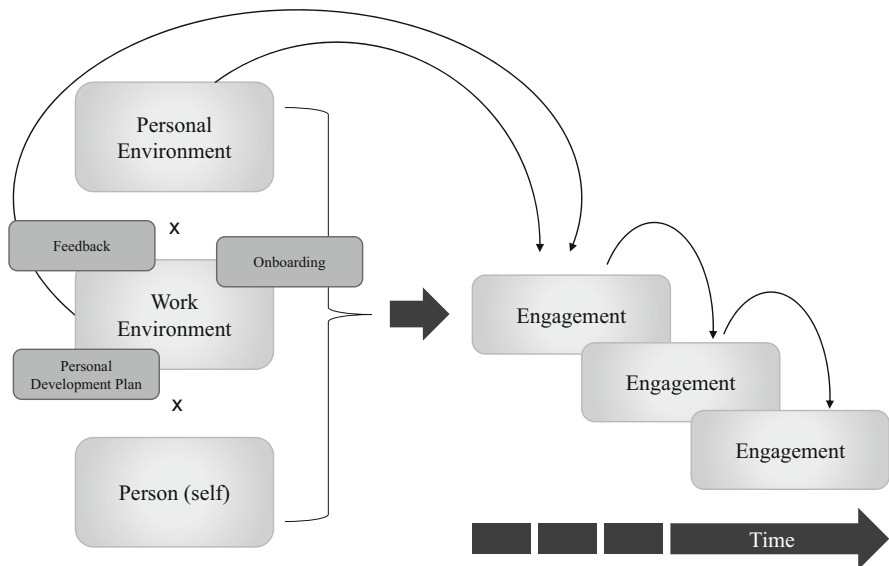 Personal
Environment
x
Feedback
Onboarding
Work
Environment
Personal
Development Plan
x
Person (self)
Engagement
Engagement
Engagement
Time